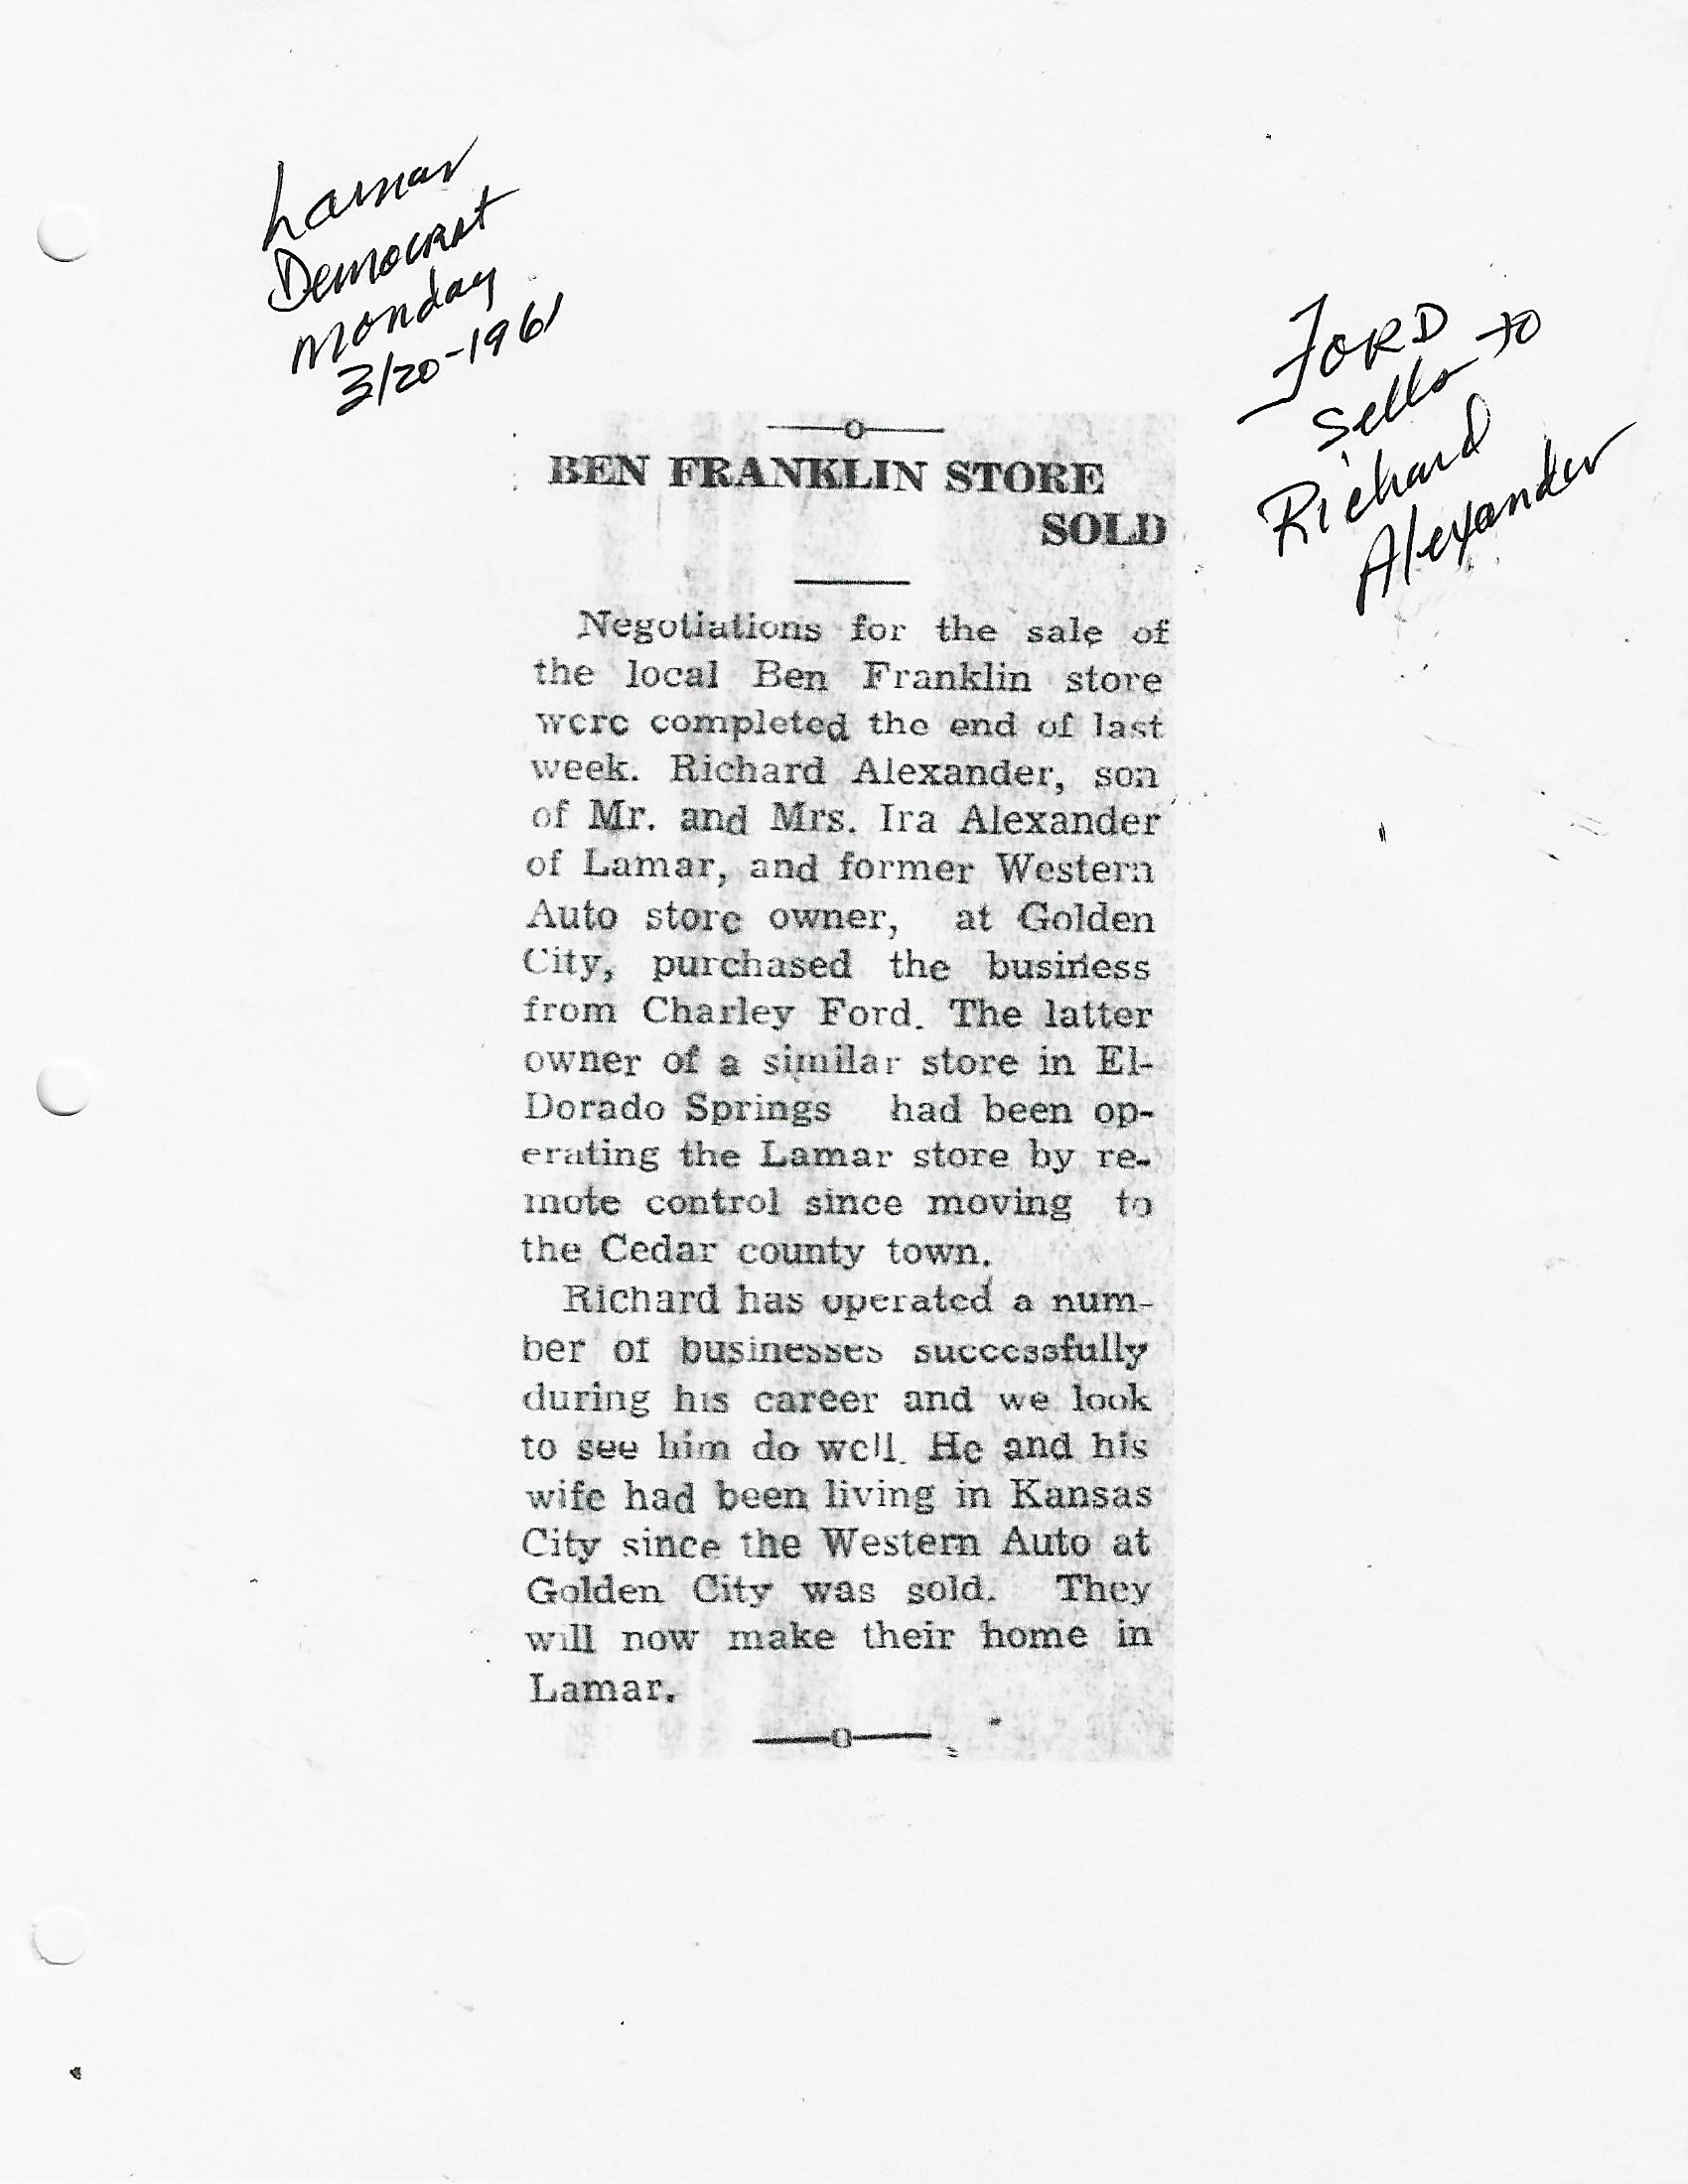 Lamar
Democrat
Monday
3/20-1961
FORD
sells to
Richard
Alexander
BEN FRANKLIN STORE
SOLD
Negotiations for the sale of
the local Ben Franklin store
were completed the end of last
week. Richard Alexander, son
of Mr. and Mrs. Ira Alexander
of Lamar, and former Western
Auto store owner, at Golden
City, purchased the business
from Charley Ford. The latter
owner of a similar store in El-
Dorado Springs had been op-
erating the Lamar store by re-
mote control since moving to
the Cedar county town.
Richard has operated a num-
ber of businesses successfully
during his career and we look
to see him do well. He and his
wife had been living in Kansas
City since the Western Auto at
Golden City was sold. They
will now make their home in
Lamar.